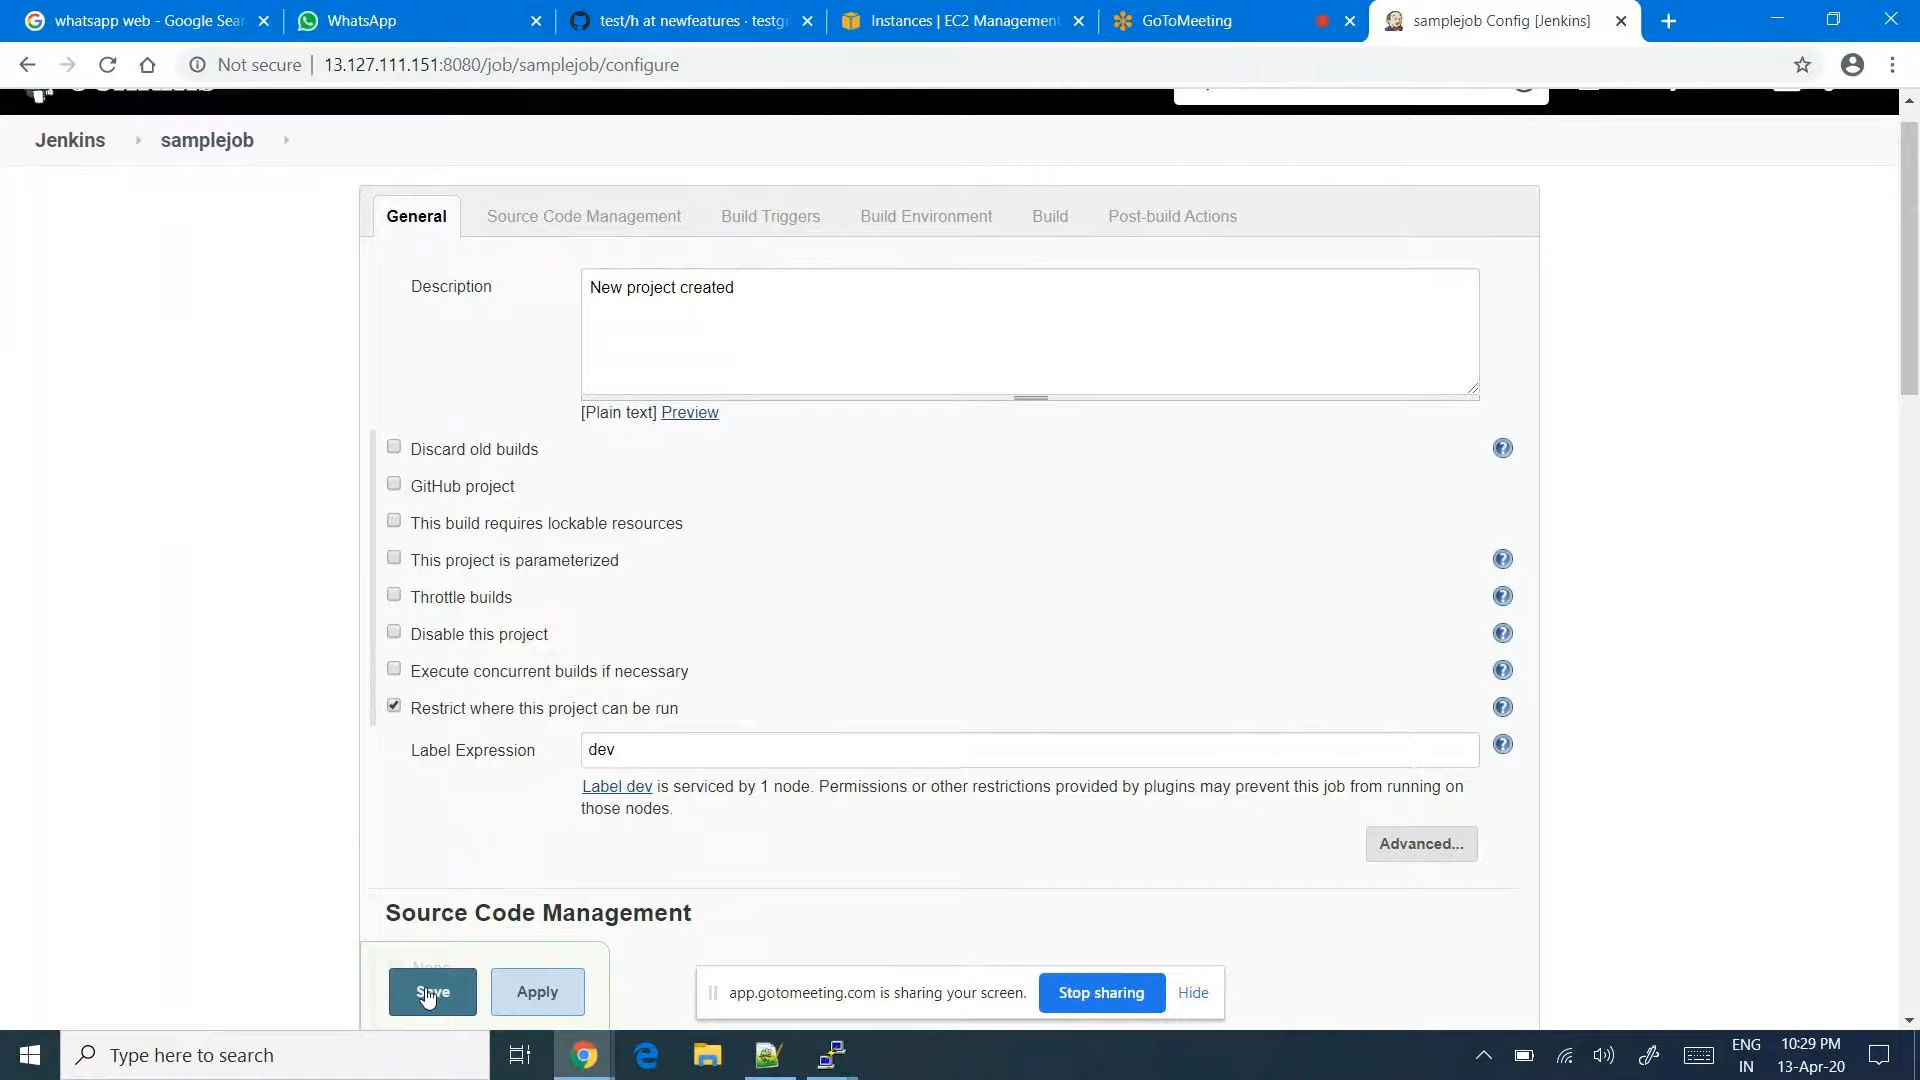 whatsapp web - Google Sear
WhatsApp
test/h at newfeatures · testgi
Instances | EC2 Management
GoToMeeting
samplejob Config [Jenkins]
Not secure
13.127.111.151:8080/job/samplejob/configure
Jenkins
samplejob
General
Source Code Management
Build Triggers
Build Environment
Build
Post-build Actions
Description
New project created
[Plain text] Preview
Discard old builds
GitHub project
This build requires lockable resources
This project is parameterized
Throttle builds
Disable this project
Execute concurrent builds if necessary
Restrict where this project can be run
Label Expression
dev
Label dev is serviced by 1 node. Permissions or other restrictions provided by plugins may prevent this job from running on
those nodes.
Advanced...
Source Code Management
None
Save
Apply
app.gotomeeting.com is sharing your screen.
Stop sharing
Hide
Type here to search
ENG
IN
10:29 PM
13-Apr-20